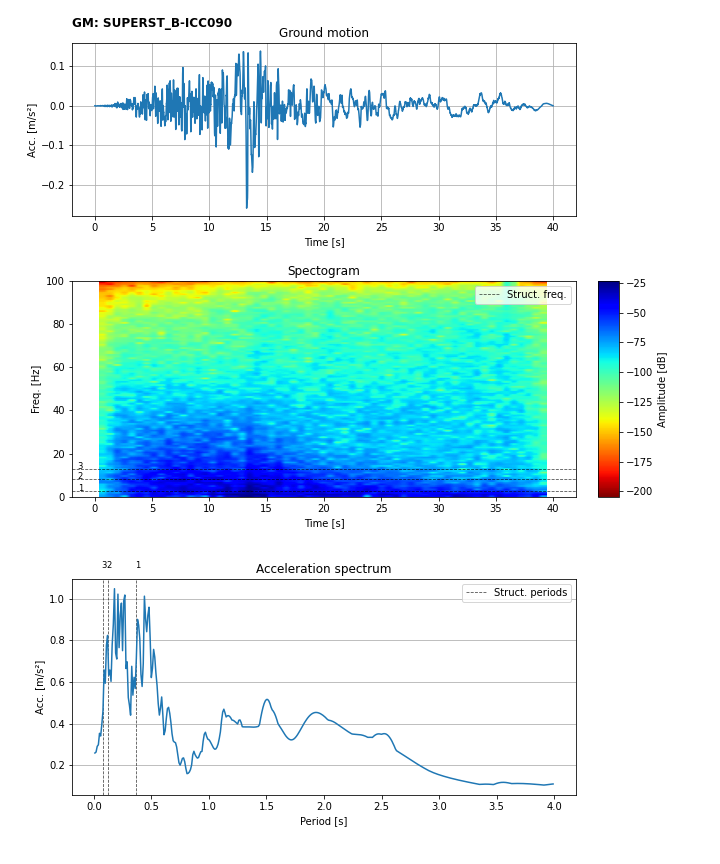 GM: SUPERST_B-ICC090
Ground motion
0.1
0.0
−0.1
−0.2
Acc. [m/s²]
0 5 10 15 20 25 30 35 40
Time [s]
Spectogram
100
80
60
40
20
0
Freq. [Hz]
Struct. freq.
3
2
1
0 5 10 15 20 25 30 35 40
Time [s]
−25
−50
−75
−100
−125
−150
−175
−200
Amplitude [dB]
32 1
Acceleration spectrum
1.0
0.8
0.6
0.4
0.2
Acc. [m/s²]
Struct. periods
0.0 0.5 1.0 1.5 2.0 2.5 3.0 3.5 4.0
Period [s]